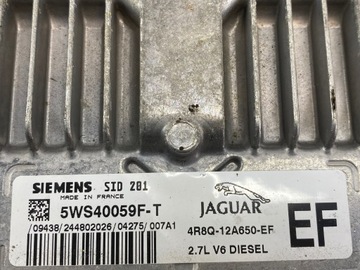 SIEMENS SID 201
MADE IN FRANCE
5WS40059F-T
09438/244802026/04275/007A1
JAGUAR
4R8Q-12A650-EF
2.7L V6 DIESEL
EF